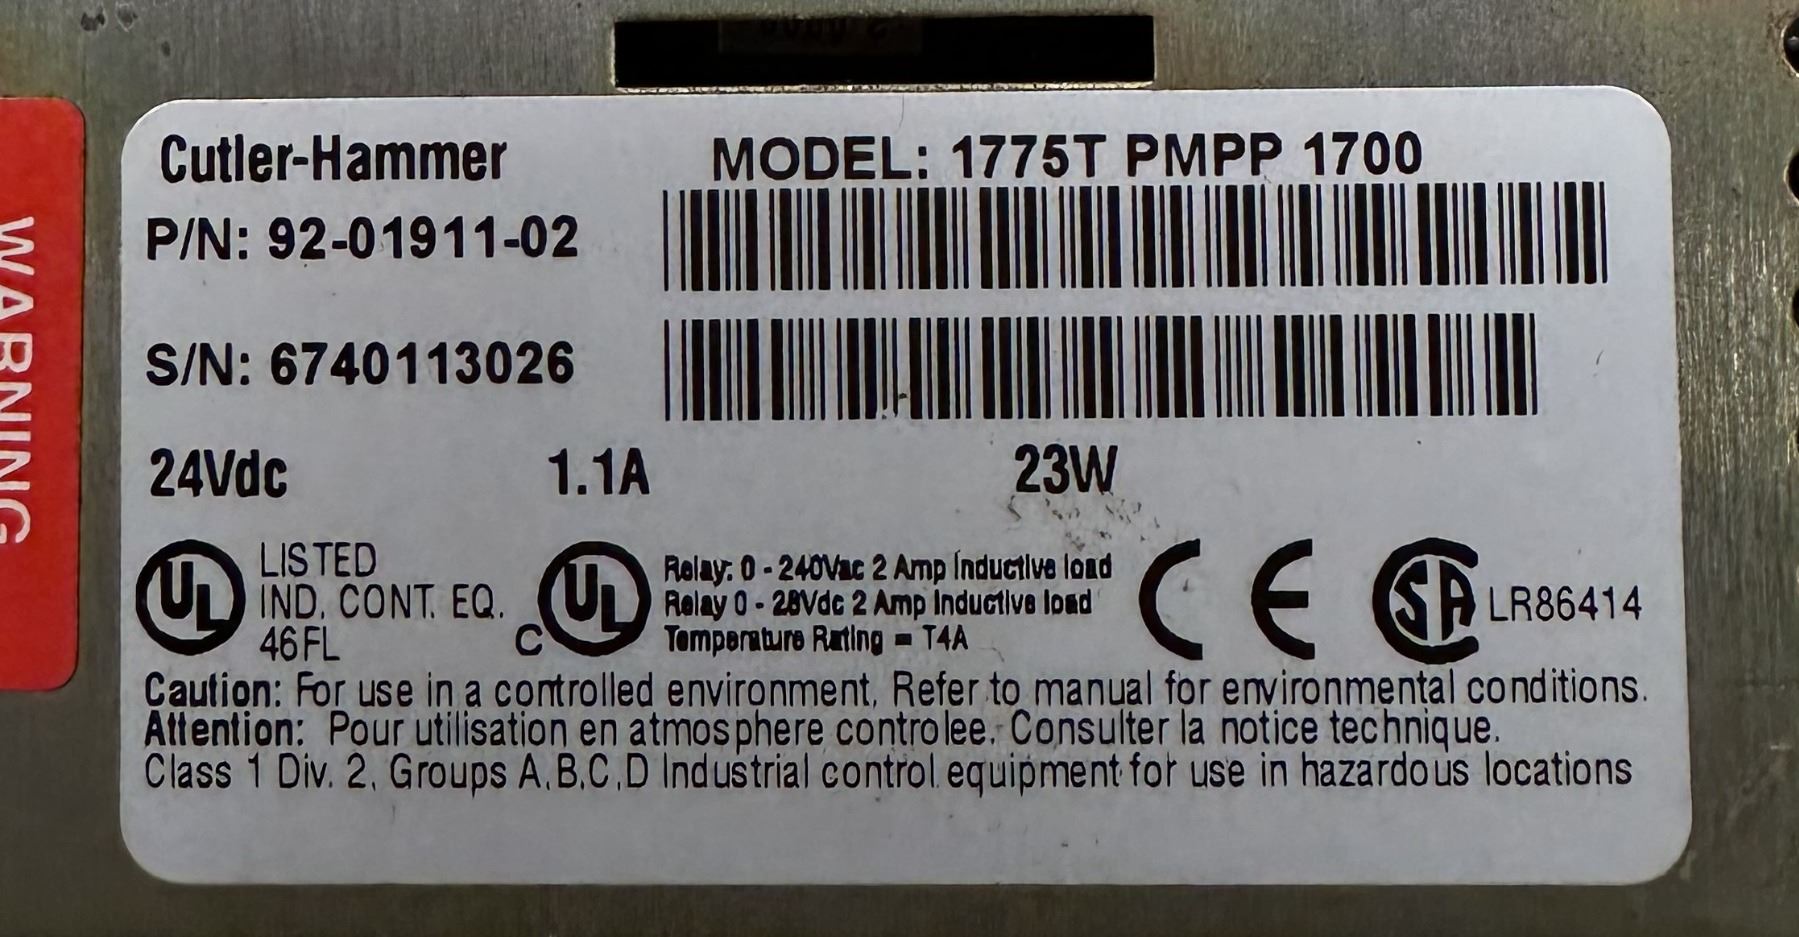 Cutler-Hammer
MODEL: 1775T PMPP 1700
P/N: 92-01911-02
S/N: 6740113026
24Vdc 1.1A 23W
UL LISTED
IND. CONT. EQ.
46FL
C UL
Relay: 0 - 240Vac 2 Amp Inductive load
Relay 0 - 28Vdc 2 Amp Inductive load
Temperature Rating = T4A
CE
SA LR86414
Caution: For use in a controlled environment, Refer to manual for environmental conditions.
Attention: Pour utilisation en atmosphere controlee. Consulter la notice technique.
Class 1 Div. 2, Groups A,B,C,D Industrial control equipment for use in hazardous locations
WARNING